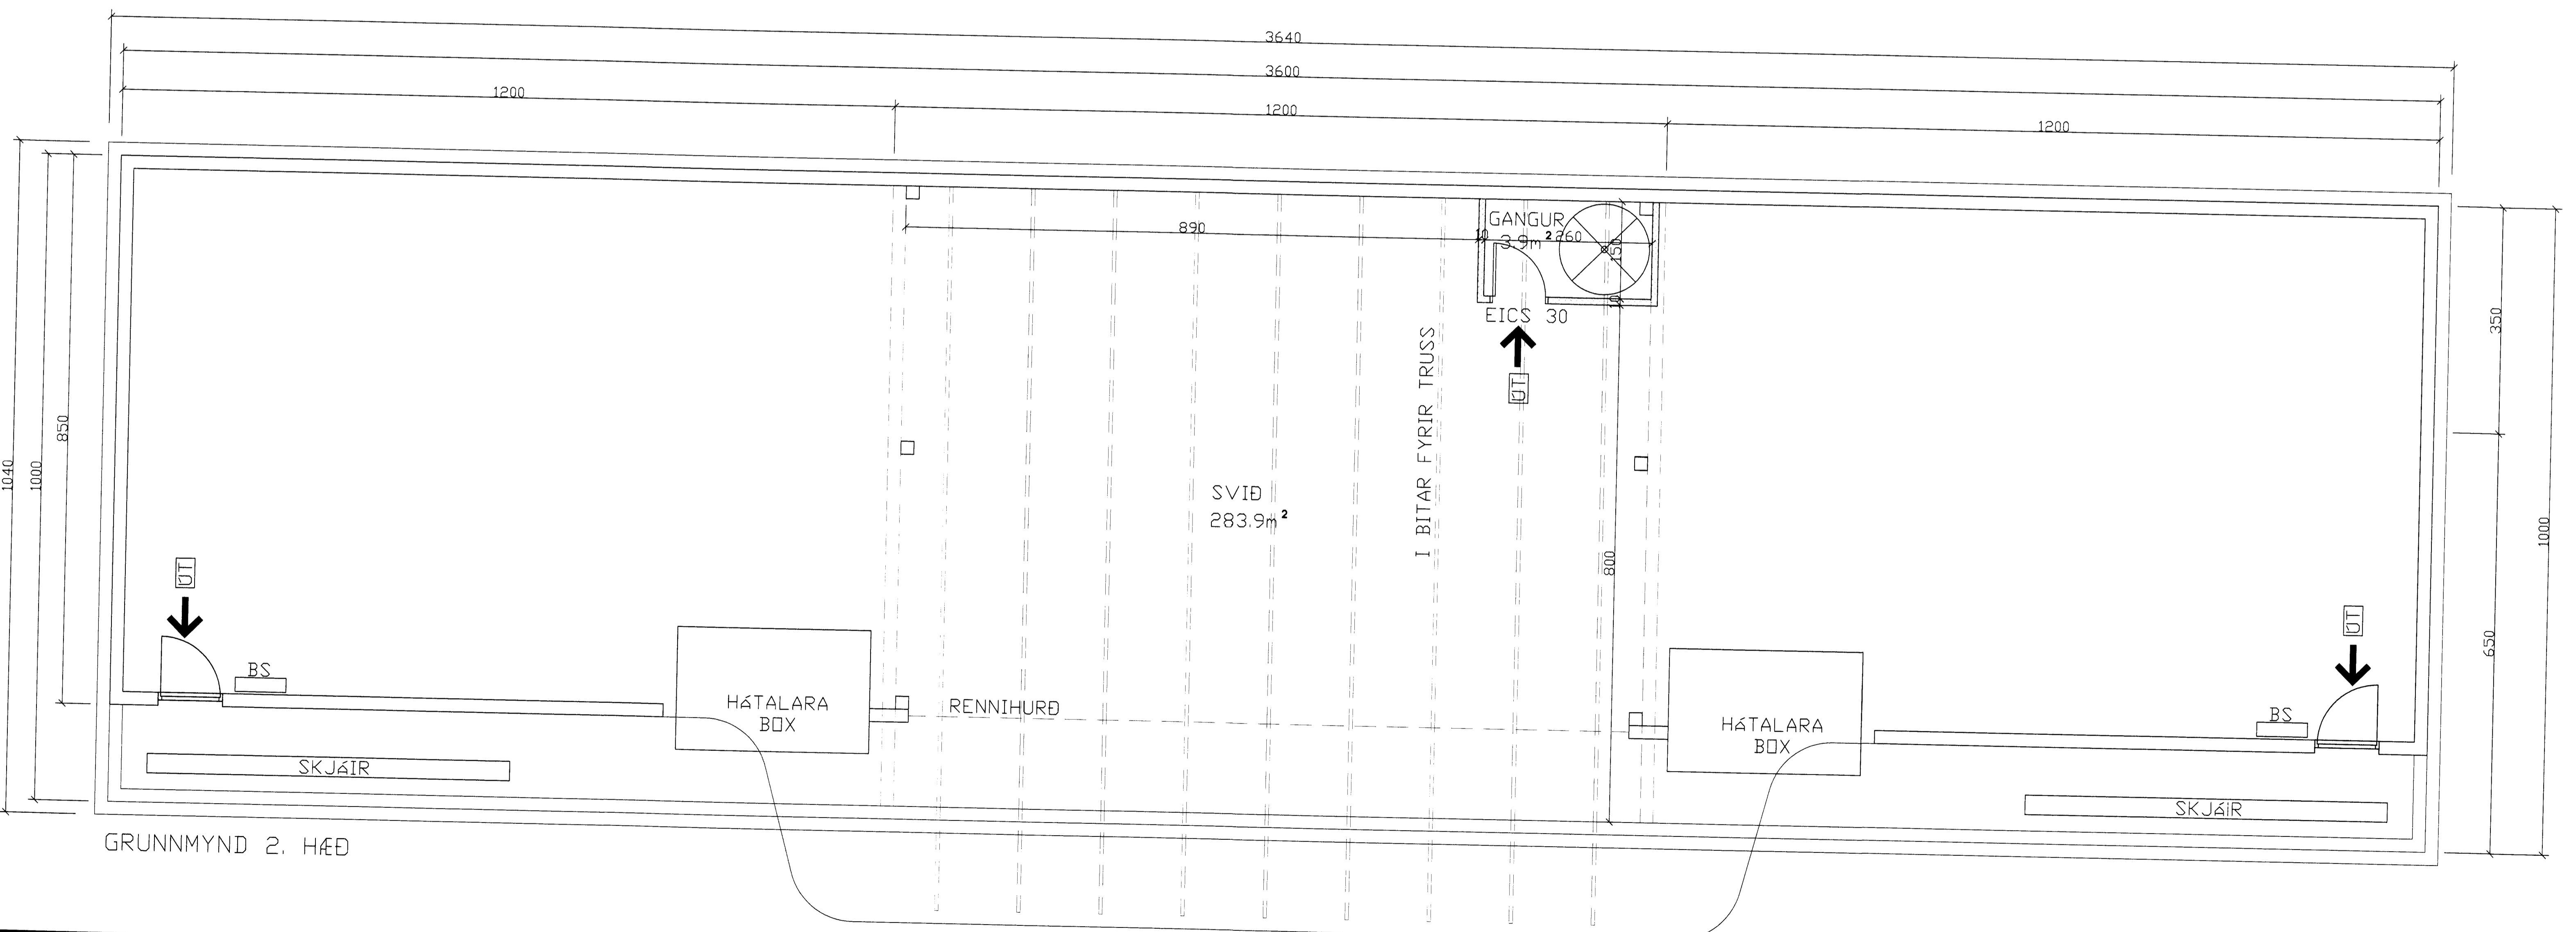 3640
3600
1200
1200
1200
890
10
GANGUR
3.9m²
260
150
10
EICS 30
ÚT
I BITAR FYRIR TRUSS
SVIÐ
283.9m²
800
850
1000
1040
350
650
1000
ÚT
BS
HáTALARA
BOX
RENNIHURÐ
HáTALARA
BOX
ÚT
BS
SKJáIR
SKJáIR
GRUNNMYND 2. HÆÐ